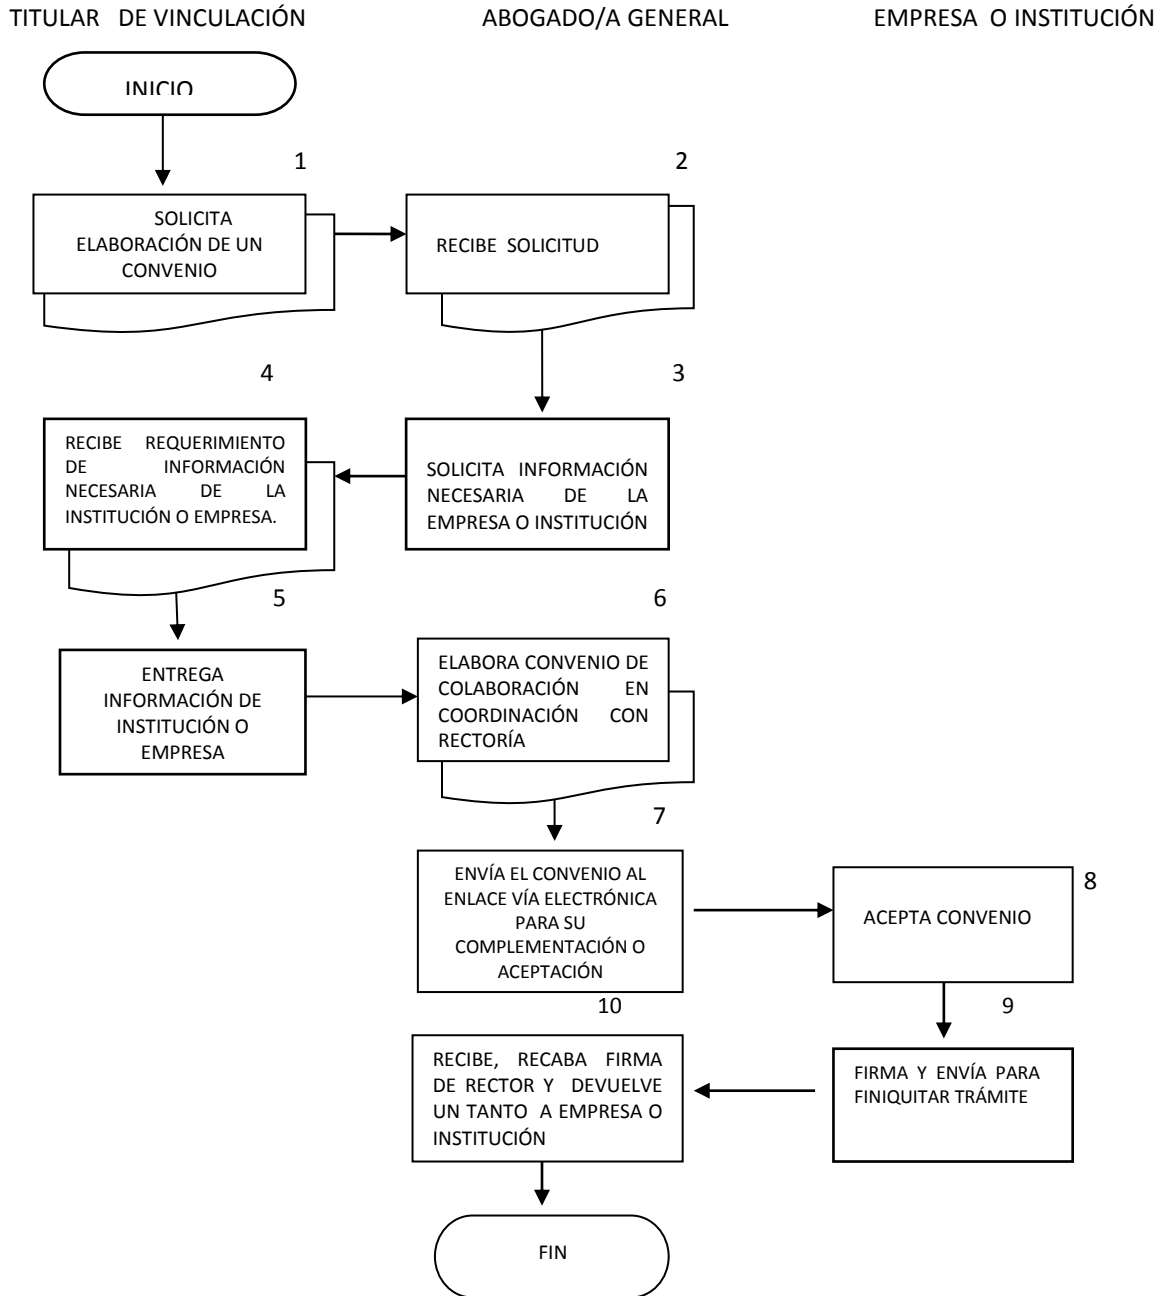 TITULAR DE VINCULACIÓN
ABOGADO/A GENERAL
EMPRESA O INSTITUCIÓN
INICIO
1
2
SOLICITA
ELABORACIÓN DE UN
CONVENIO
RECIBE SOLICITUD
4
3
RECIBE REQUERIMIENTO
DE INFORMACIÓN
NECESARIA DE LA
INSTITUCIÓN O EMPRESA.
SOLICITA INFORMACIÓN
NECESARIA DE LA
EMPRESA O INSTITUCIÓN
5
6
ENTREGA
INFORMACIÓN DE
INSTITUCIÓN O
EMPRESA
ELABORA CONVENIO DE
COLABORACIÓN EN
COORDINACIÓN CON
RECTORÍA
7
ENVÍA EL CONVENIO AL
ENLACE VÍA ELECTRÓNICA
PARA SU
COMPLEMENTACIÓN O
ACEPTACIÓN
8
ACEPTA CONVENIO
10
9
RECIBE, RECABA FIRMA
DE RECTOR Y DEVUELVE
UN TANTO A EMPRESA O
INSTITUCIÓN
FIRMA Y ENVÍA PARA
FINIQUITAR TRÁMITE
FIN